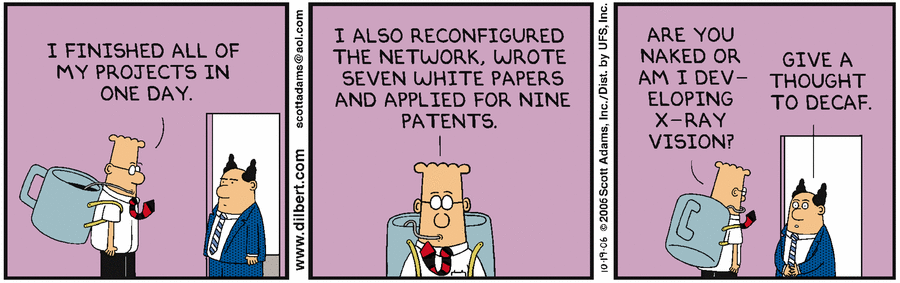 I FINISHED ALL OF
MY PROJECTS IN
ONE DAY.
www.dilbert.com scottadams@aol.com
I ALSO RECONFIGURED
THE NETWORK, WROTE
SEVEN WHITE PAPERS
AND APPLIED FOR NINE
PATENTS.
10-19-06 © 2006 Scott Adams, Inc./Dist. by UFS, Inc.
ARE YOU
NAKED OR
AM I DEV-
ELOPING
X-RAY
VISION?
GIVE A
THOUGHT
TO DECAF.